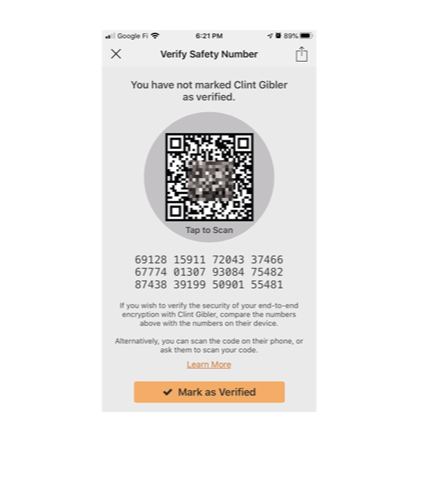 Google Fi 6:21 PM 89%
Verify Safety Number
You have not marked Clint Gibler
as verified.
Tap to Scan
69128 15911 72043 37466
67774 01307 93084 75482
87438 39199 50901 55481
If you wish to verify the security of your end-to-end
encryption with Clint Gibler, compare the numbers
above with the numbers on their device.
Alternatively, you can scan the code on their phone, or
ask them to scan your code.
Learn More
Mark as Verified